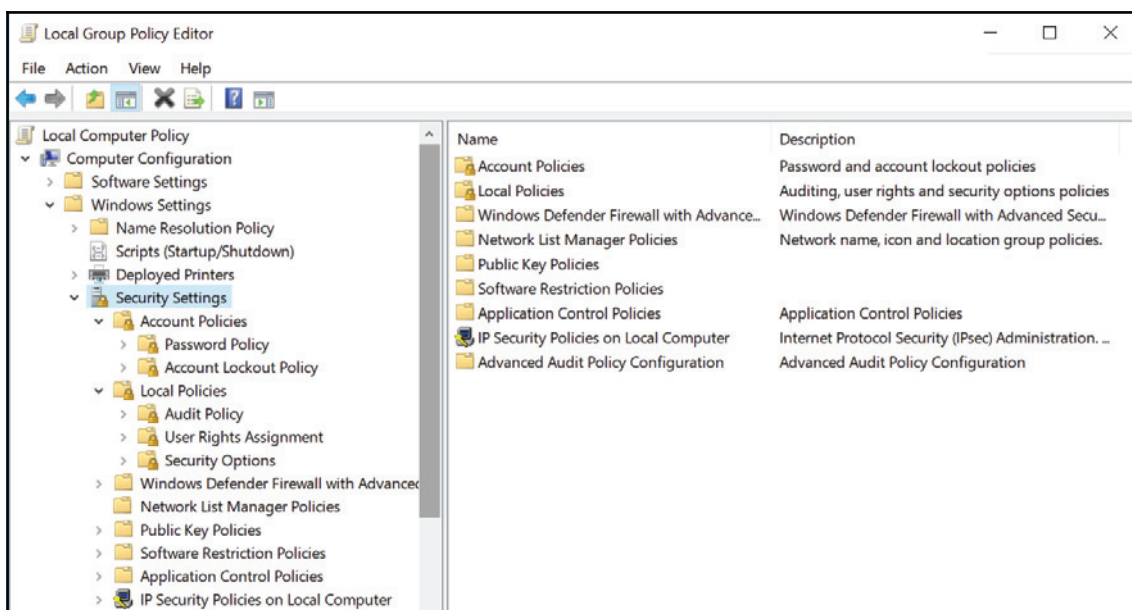 Local Group Policy Editor
File Action View Help
Local Computer Policy
Computer Configuration
Software Settings
Windows Settings
Name Resolution Policy
Scripts (Startup/Shutdown)
Deployed Printers
Security Settings
Account Policies
Password Policy
Account Lockout Policy
Local Policies
Audit Policy
User Rights Assignment
Security Options
Windows Defender Firewall with Advanced
Network List Manager Policies
Public Key Policies
Software Restriction Policies
Application Control Policies
IP Security Policies on Local Computer
Name Description
Account Policies Password and account lockout policies
Local Policies Auditing, user rights and security options policies
Windows Defender Firewall with Advance... Windows Defender Firewall with Advanced Secu...
Network List Manager Policies Network name, icon and location group policies.
Public Key Policies
Software Restriction Policies
Application Control Policies Application Control Policies
IP Security Policies on Local Computer Internet Protocol Security (IPsec) Administration. ...
Advanced Audit Policy Configuration Advanced Audit Policy Configuration